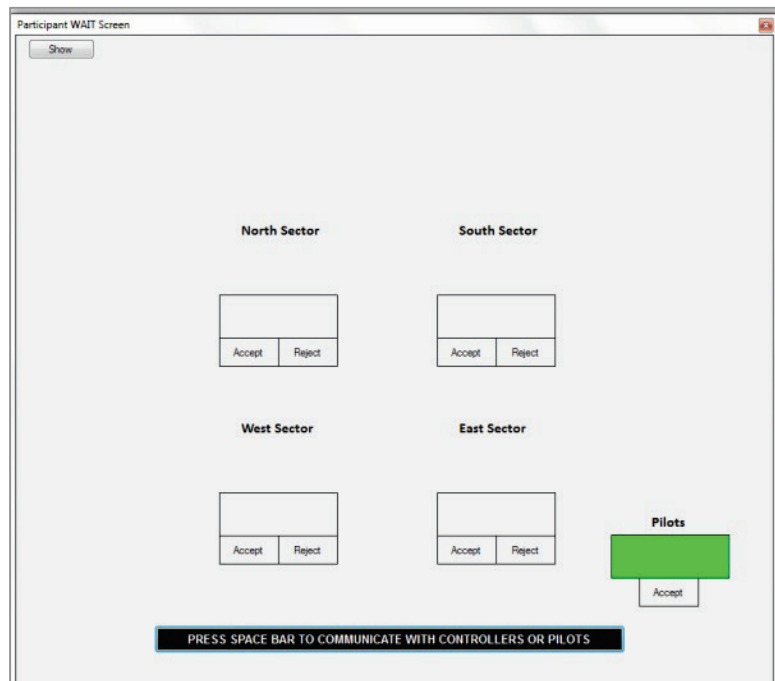 Participant WAIT Screen
Show
North Sector
South Sector
Accept
Reject
Accept
Reject
West Sector
East Sector
Pilots
Accept
Reject
Accept
Reject
Accept
PRESS SPACE BAR TO COMMUNICATE WITH CONTROLLERS OR PILOTS